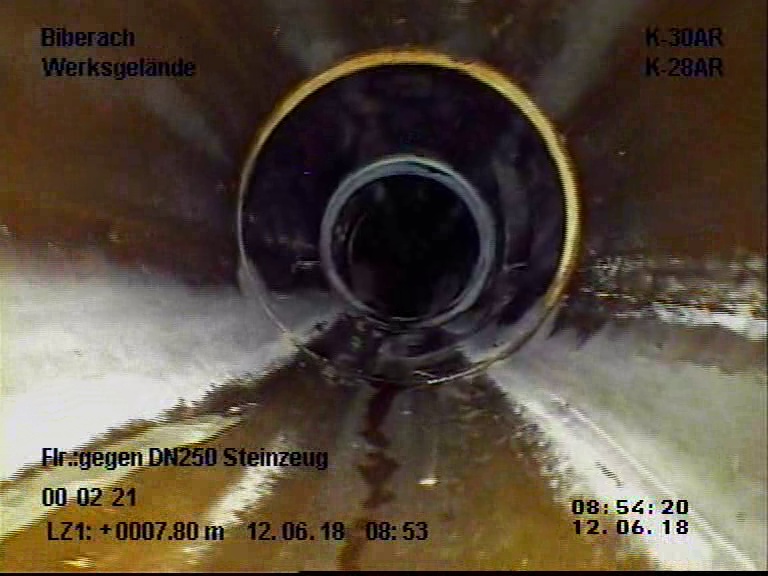 Biberach
K-30AR
Werksgelände
K-28AR
Flr.:gegen DN250 Steinzeug
00 02 21
08:54:20
LZ1: +0007.80 m 12.06.18 08:53
12.06.18